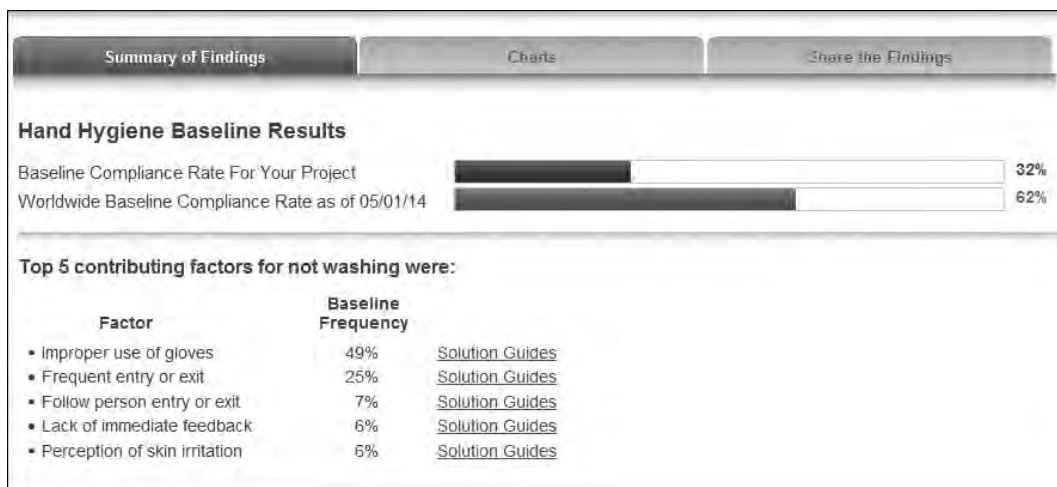 Summary of Findings Charts Share the Findings
Hand Hygiene Baseline Results
Baseline Compliance Rate For Your Project 32%
Worldwide Baseline Compliance Rate as of 05/01/14 62%
Top 5 contributing factors for not washing were:
Factor Baseline Frequency
• Improper use of gloves 49% Solution Guides
• Frequent entry or exit 25% Solution Guides
• Follow person entry or exit 7% Solution Guides
• Lack of immediate feedback 6% Solution Guides
• Perception of skin irritation 6% Solution Guides